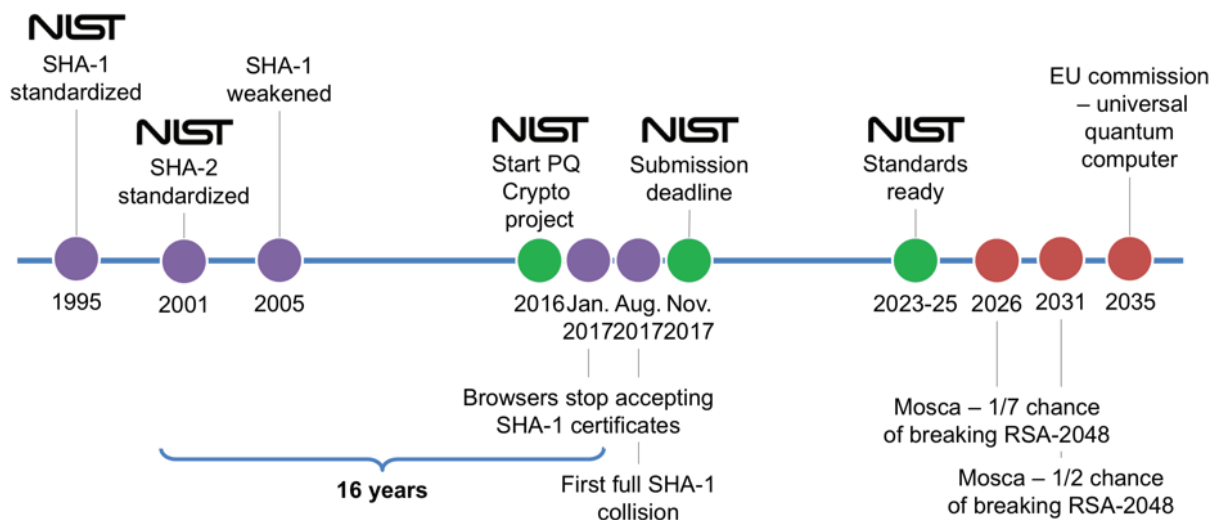 NIST
SHA-1
standardized
SHA-1
weakened
NIST
SHA-2
standardized
NIST
Start PQ
Crypto
project
NIST
Submission
deadline
NIST
Standards
ready
EU commission
– universal
quantum
computer
1995
2001
2005
2016
Jan.
2017
Aug.
2017
Nov.
2017
2023-25
2026
2031
2035
Browsers stop accepting
SHA-1 certificates
16 years
First full SHA-1
collision
Mosca – 1/7 chance
of breaking RSA-2048
Mosca – 1/2 chance
of breaking RSA-2048